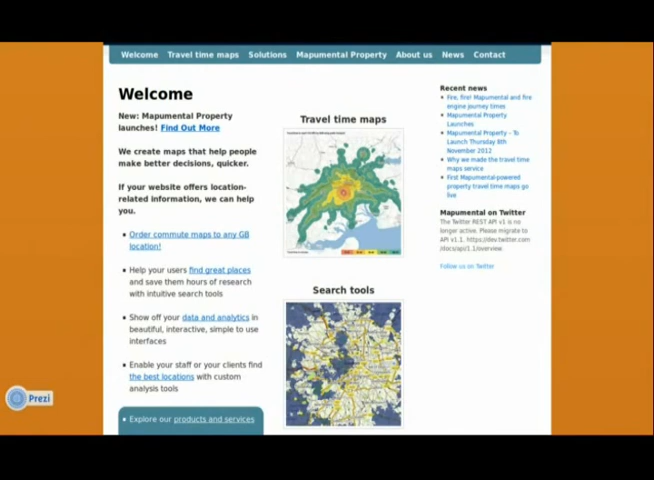 Welcome Travel time maps Solutions Mapumental Property About us News Contact
Welcome
New: Mapumental Property
launches! Find Out More
We create maps that help people
make better decisions, quicker.
If your website offers location-
related information, we can help
you.
Order commute maps to any GB
location!
Help your users find great places
and save them hours of research
with intuitive search tools
Show off your data and analytics in
beautiful, interactive, simple to use
interfaces
Enable your staff or your clients find
the best locations with custom
analysis tools
Explore our products and services
Travel time maps
Search tools
Recent news
Fire, fire! Mapumental and fire
engine journey times
Mapumental Property
Launches
Mapumental Property - To
Launch Thursday 8th
November 2012
Why we made the travel time
maps service
First Mapumental-powered
property travel time maps go
live
Mapumental on Twitter
The Twitter REST API v1 is no
longer active. Please migrate to
API v1.1. https://dev.twitter.com
/docs/api/1.1/overview.
Follow us on Twitter
Prezi